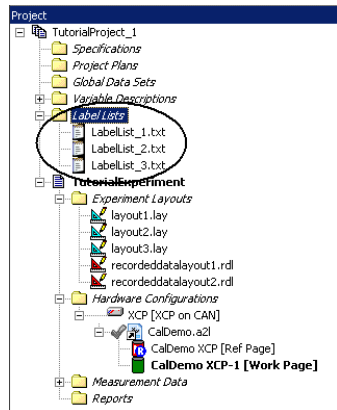 Project
TutorialProject_1
Specifications
Project Plans
Global Data Sets
Variable Descriptions
Label Lists
LabelList_1.txt
LabelList_2.txt
LabelList_3.txt
TutorialExperiment
Experiment Layouts
layout1.lay
layout2.lay
layout3.lay
recordeddatalayout1.rdl
recordeddatalayout2.rdl
Hardware Configurations
XCP [XCP on CAN]
CalDemo.a2l
CalDemo XCP [Ref Page]
CalDemo XCP-1 [Work Page]
Measurement Data
Reports